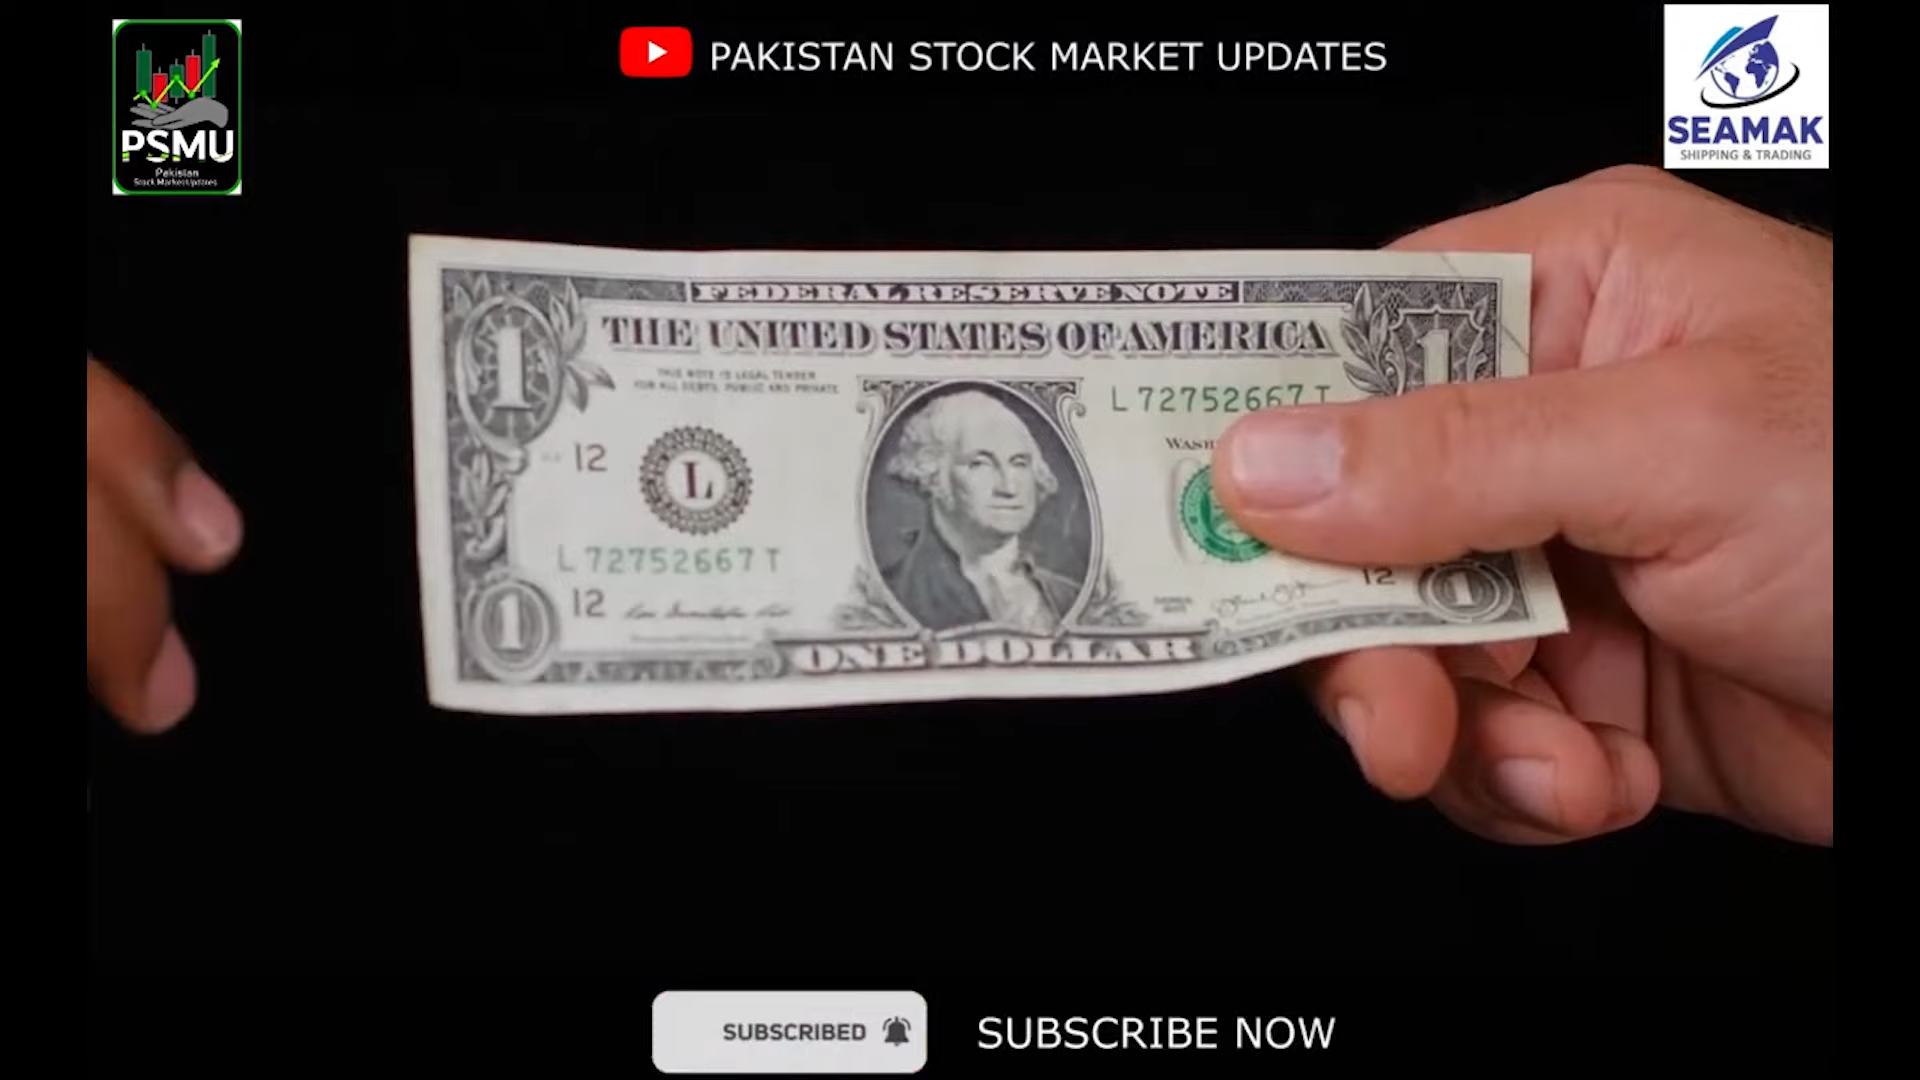 PAKISTAN STOCK MARKET UPDATES
PSMU
Pakistan
Stock Market Updates
SEAMAK
SHIPPING & TRADING
FEDERAL RESERVE NOTE
THE UNITED STATES OF AMERICA
THIS NOTE IS LEGAL TENDER
FOR ALL DEBTS, PUBLIC AND PRIVATE
L 72752667 T
1
1
12
L
L 72752667 T
12
12
1
1
ONE DOLLAR
SUBSCRIBED
SUBSCRIBE NOW